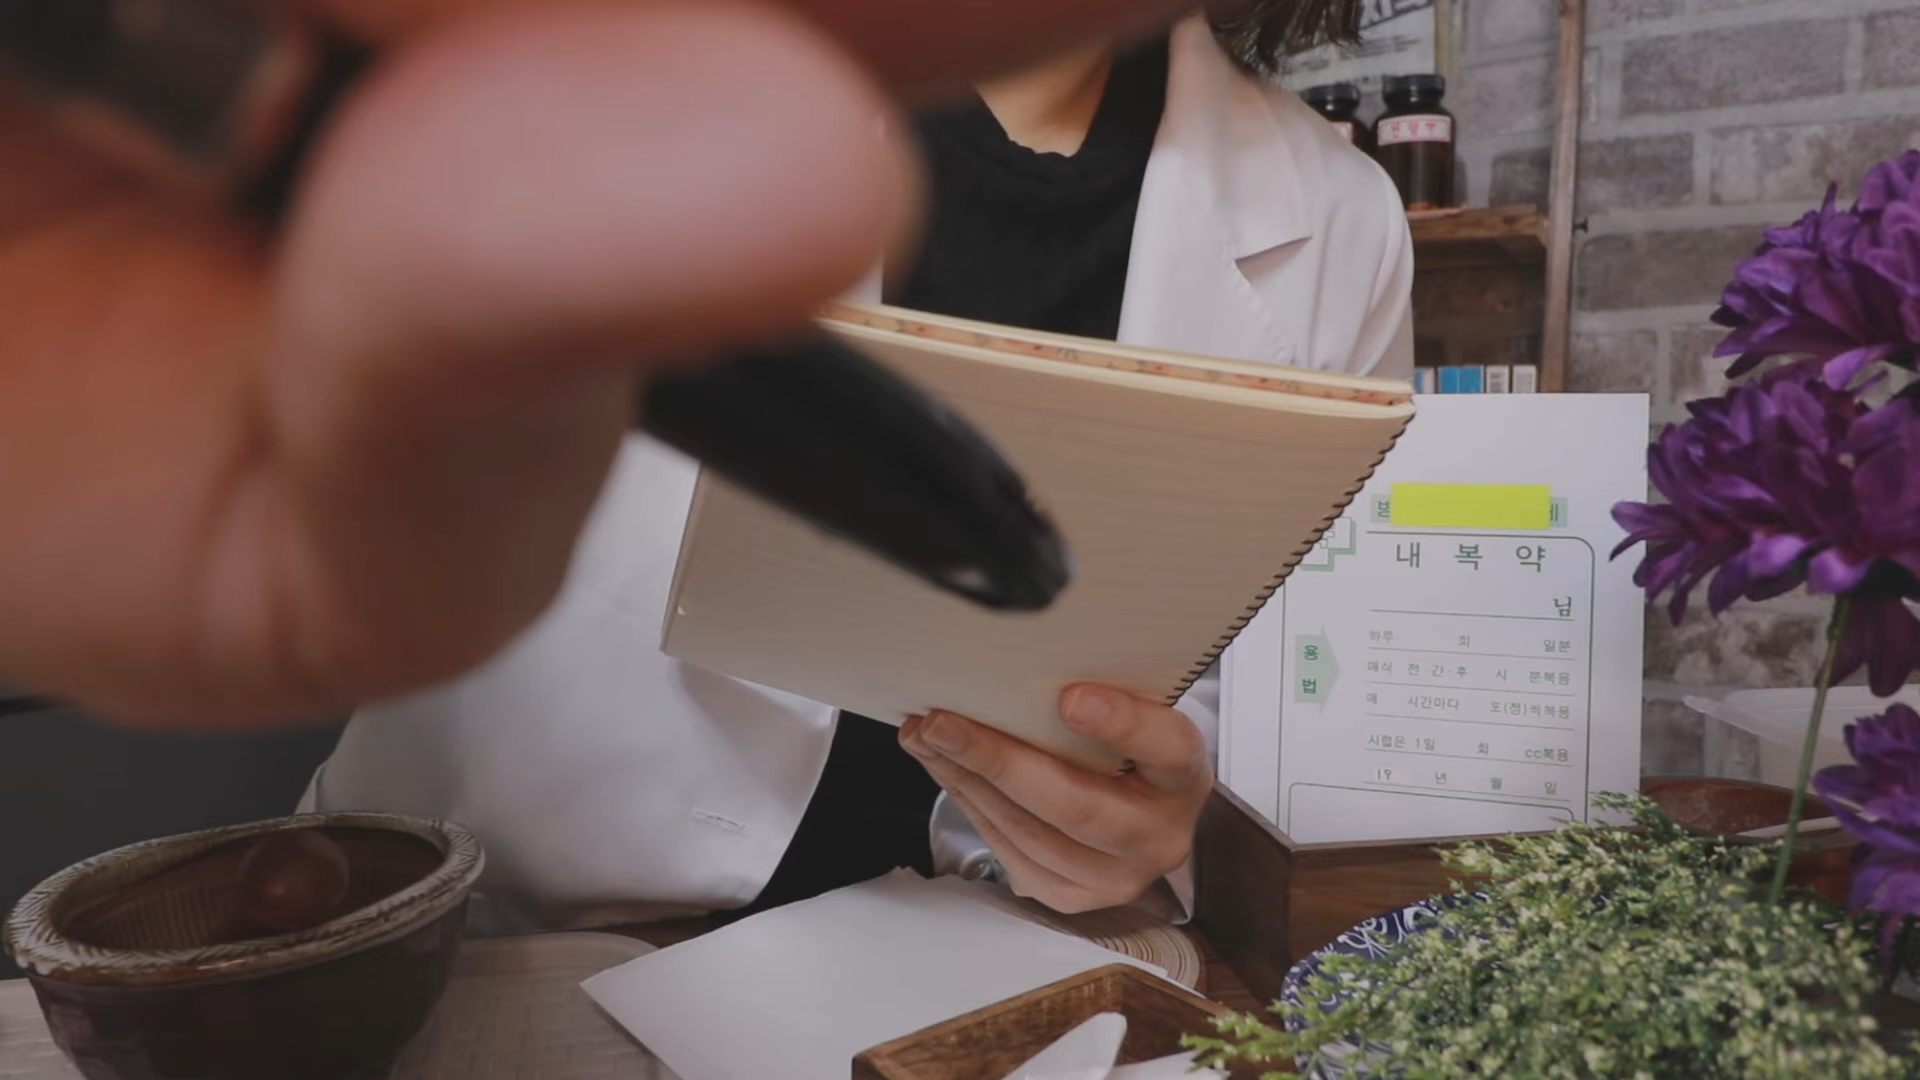 내 복 약
님
용법
하루 회 일분
매식 전·간·후 시 분복용
매 시간마다 포(정)씩복용
시럽은 1일 회 cc복용
19 년 월 일